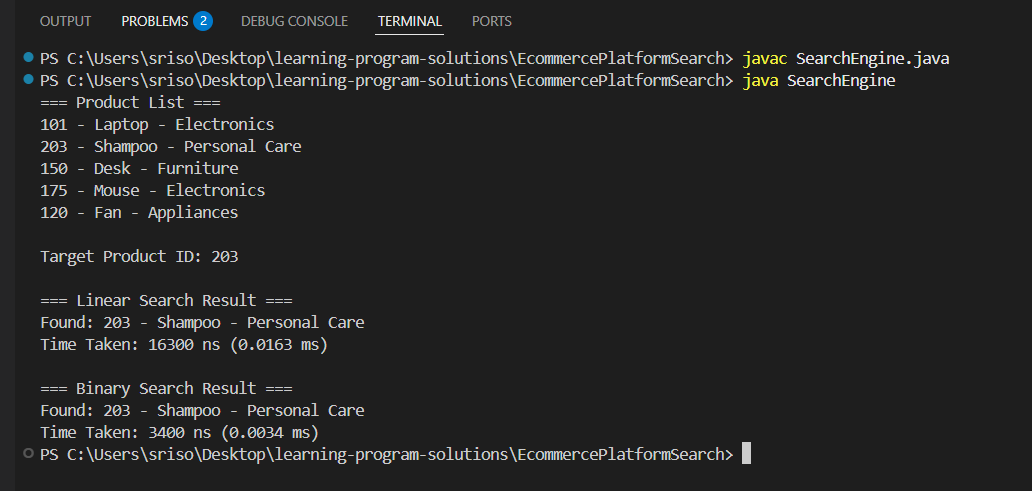 OUTPUT PROBLEMS 2 DEBUG CONSOLE TERMINAL PORTS
PS C:\Users\sriso\Desktop\learning-program-solutions\EcommercePlatformSearch> javac SearchEngine.java
PS C:\Users\sriso\Desktop\learning-program-solutions\EcommercePlatformSearch> java SearchEngine
=== Product List ===
101 - Laptop - Electronics
203 - Shampoo - Personal Care
150 - Desk - Furniture
175 - Mouse - Electronics
120 - Fan - Appliances
Target Product ID: 203
=== Linear Search Result ===
Found: 203 - Shampoo - Personal Care
Time Taken: 16300 ns (0.0163 ms)
=== Binary Search Result ===
Found: 203 - Shampoo - Personal Care
Time Taken: 3400 ns (0.0034 ms)
PS C:\Users\sriso\Desktop\learning-program-solutions\EcommercePlatformSearch>